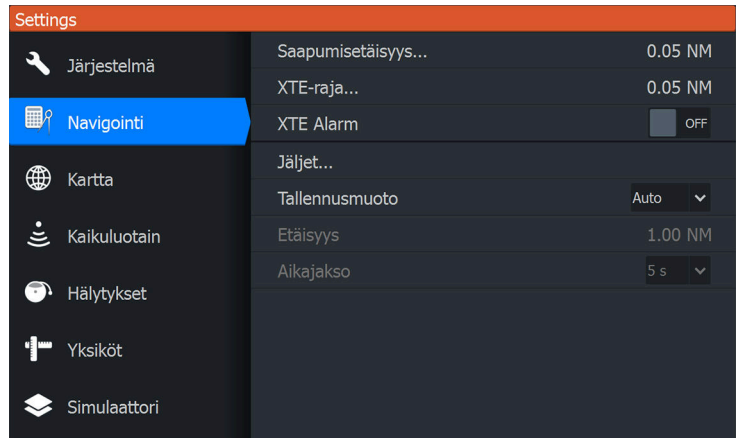 Settings
Järjestelmä
Navigointi
Kartta
Kaikuluotain
Hälytykset
Yksiköt
Simulaattori
Saapumisetäisyys... 0.05 NM
XTE-raja... 0.05 NM
XTE Alarm OFF
Jäljet...
Tallennusmuoto Auto
Etäisyys 1.00 NM
Aikajakso 5 s